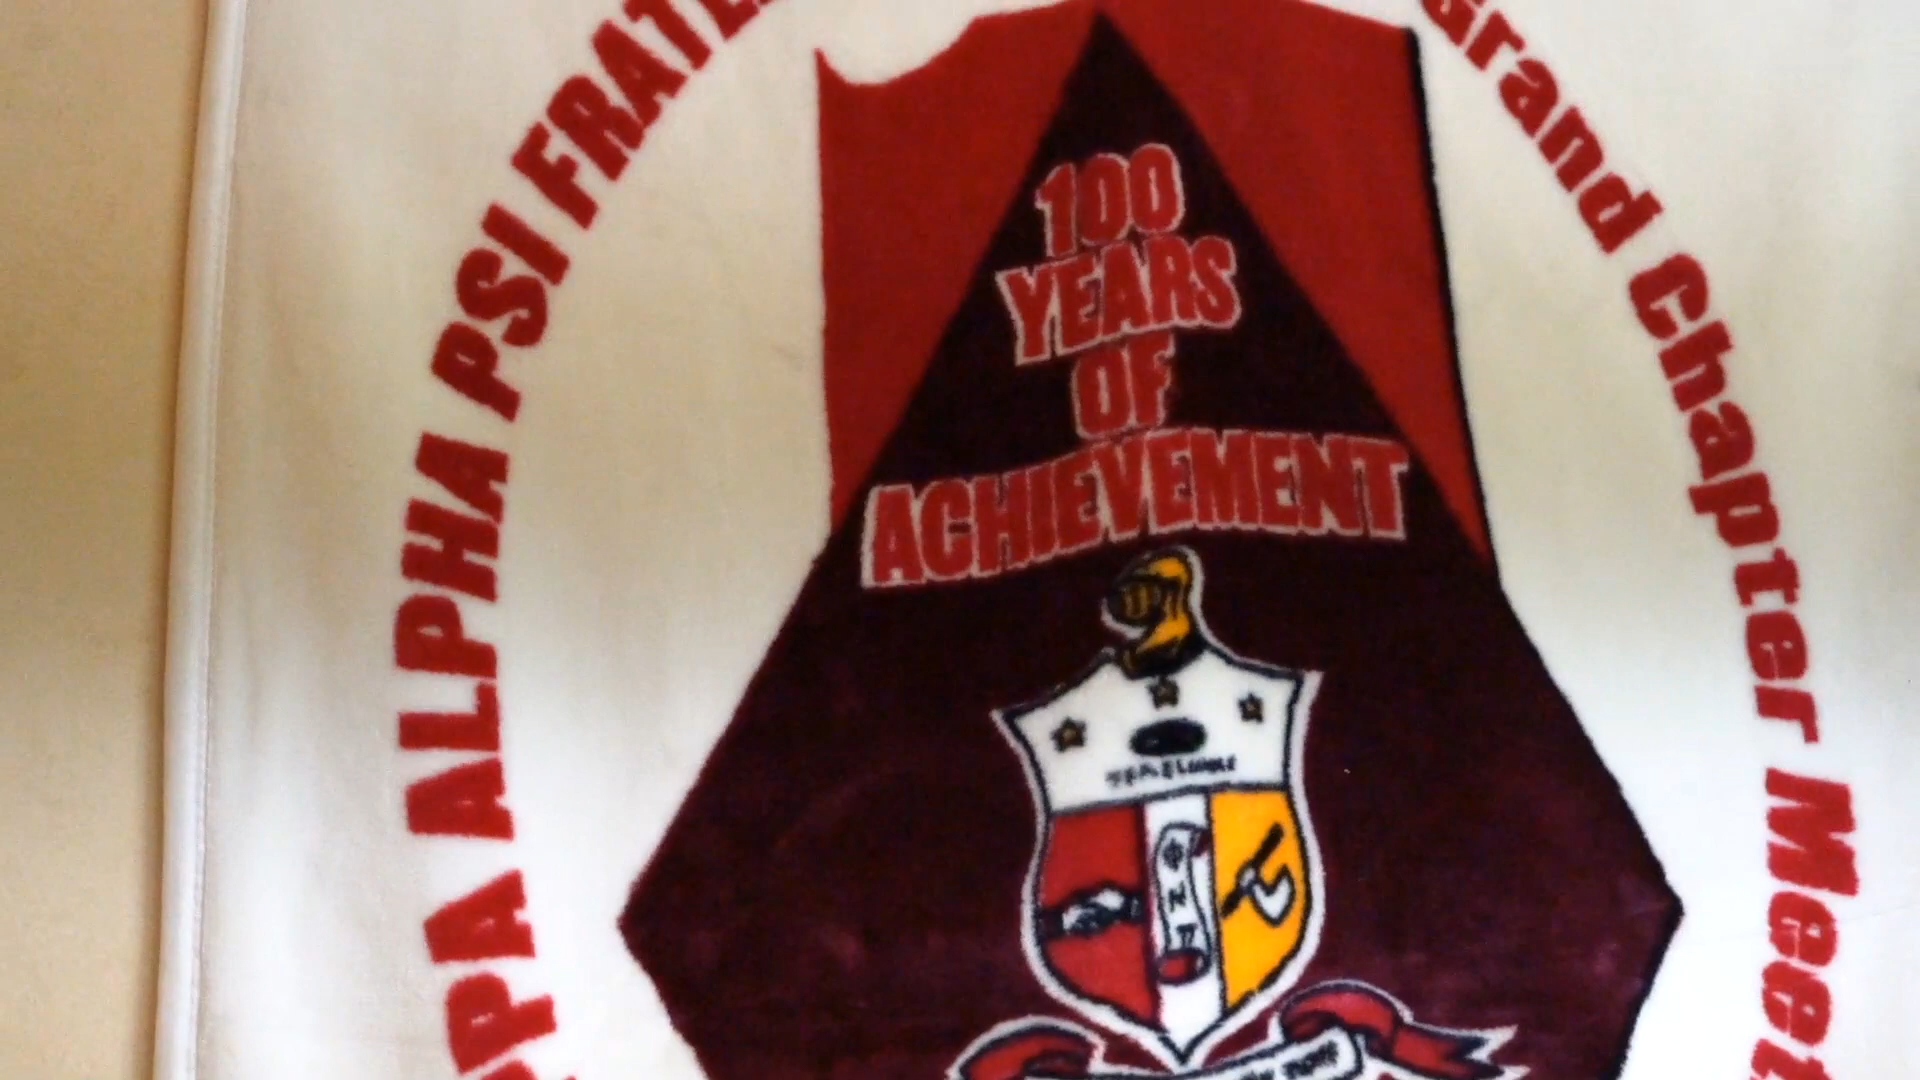 PPA ALPHA PSI FRATE
Grand Chapter Meet
100
YEARS
OF
ACHIEVEMENT
Φ
Ν
Π